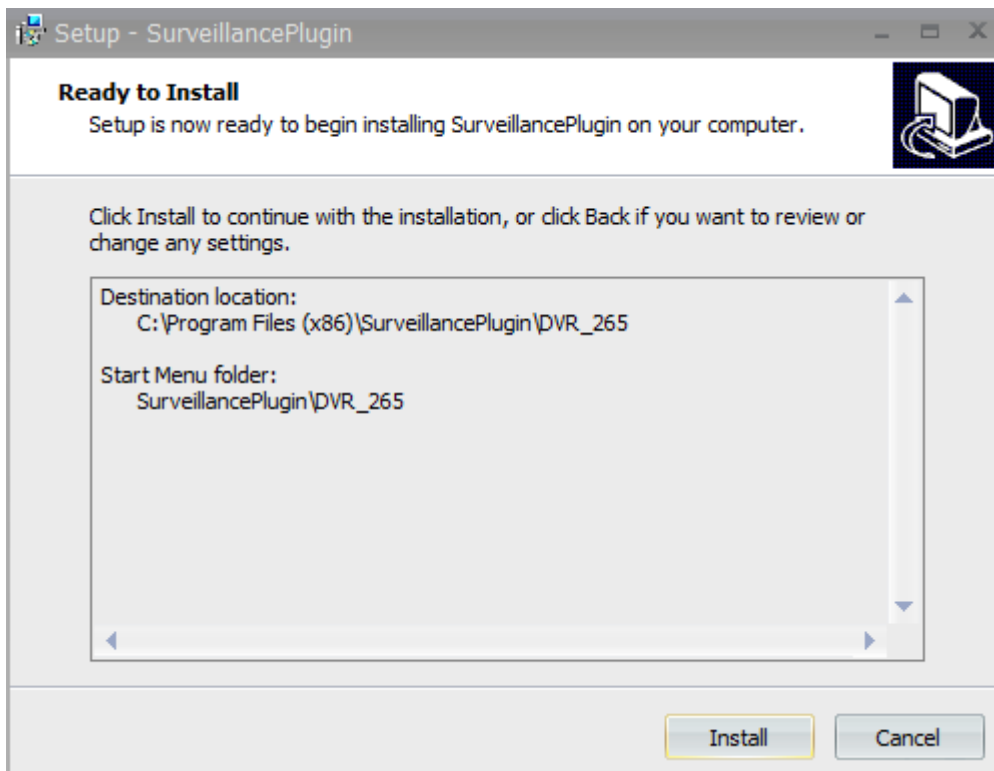 Setup - SurveillancePlugin
Ready to Install
Setup is now ready to begin installing SurveillancePlugin on your computer.
Click Install to continue with the installation, or click Back if you want to review or
change any settings.
Destination location:
C:\Program Files (x86)\SurveillancePlugin\DVR_265
Start Menu folder:
SurveillancePlugin\DVR_265
Install
Cancel